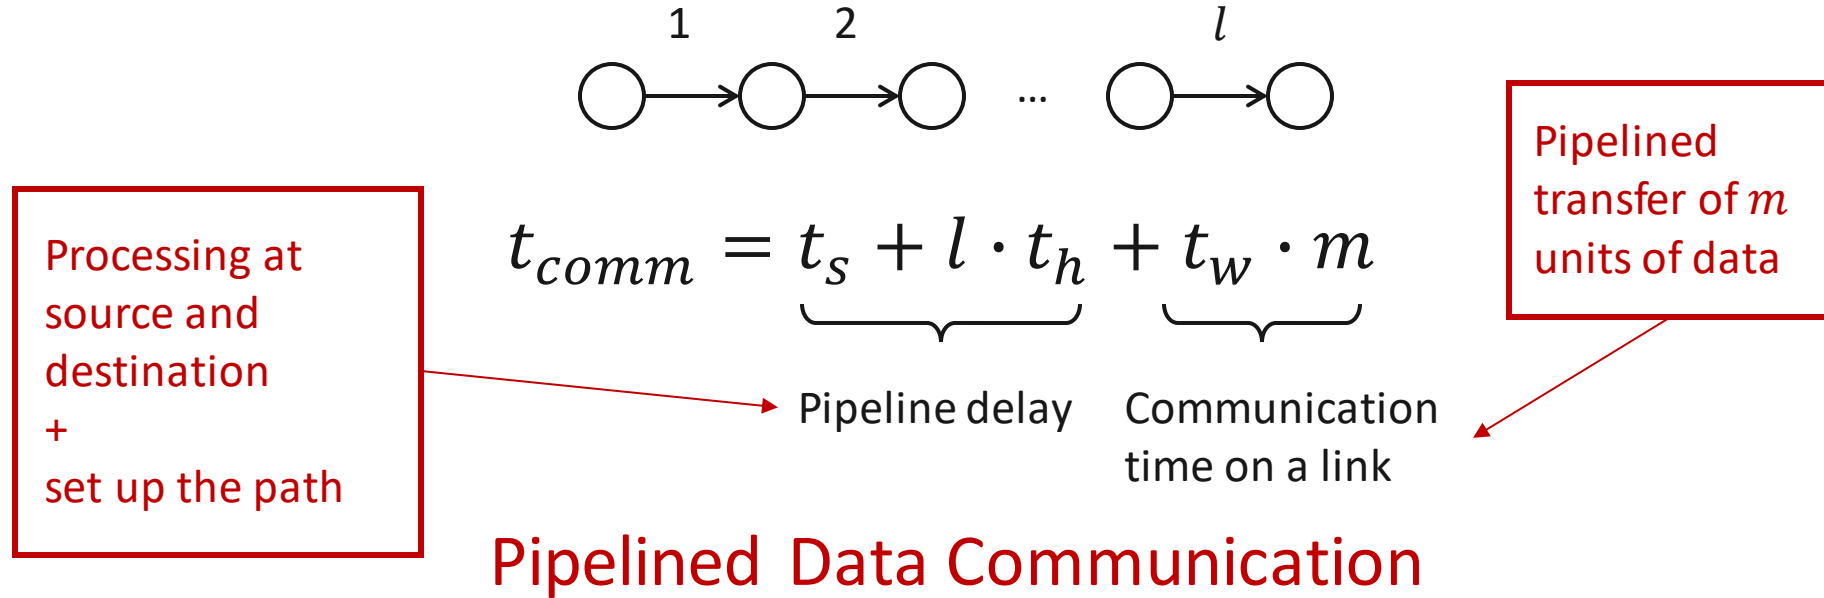 1 2 l
...
Pipelined
transfer of m
units of data
Processing at
source and
destination
+
set up the path
t_comm = t_s + l · t_h + t_w · m
Pipeline delay
Communication
time on a link
Pipelined Data Communication